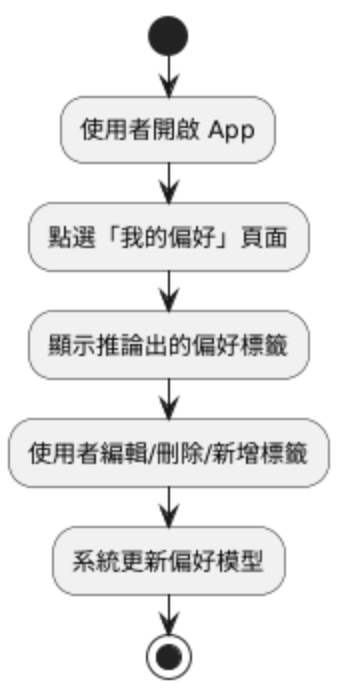 使用者開啟 App
點選「我的偏好」頁面
顯示推論出的偏好標籤
使用者編輯/刪除/新增標籤
系統更新偏好模型